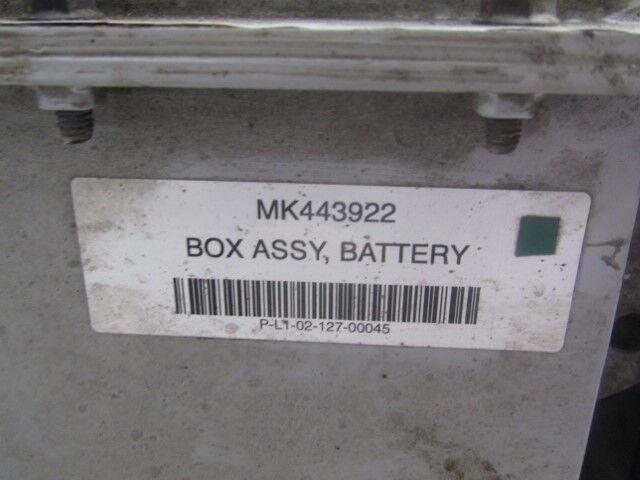 MK443922
BOX ASSY, BATTERY
P-L1-02-127-00045